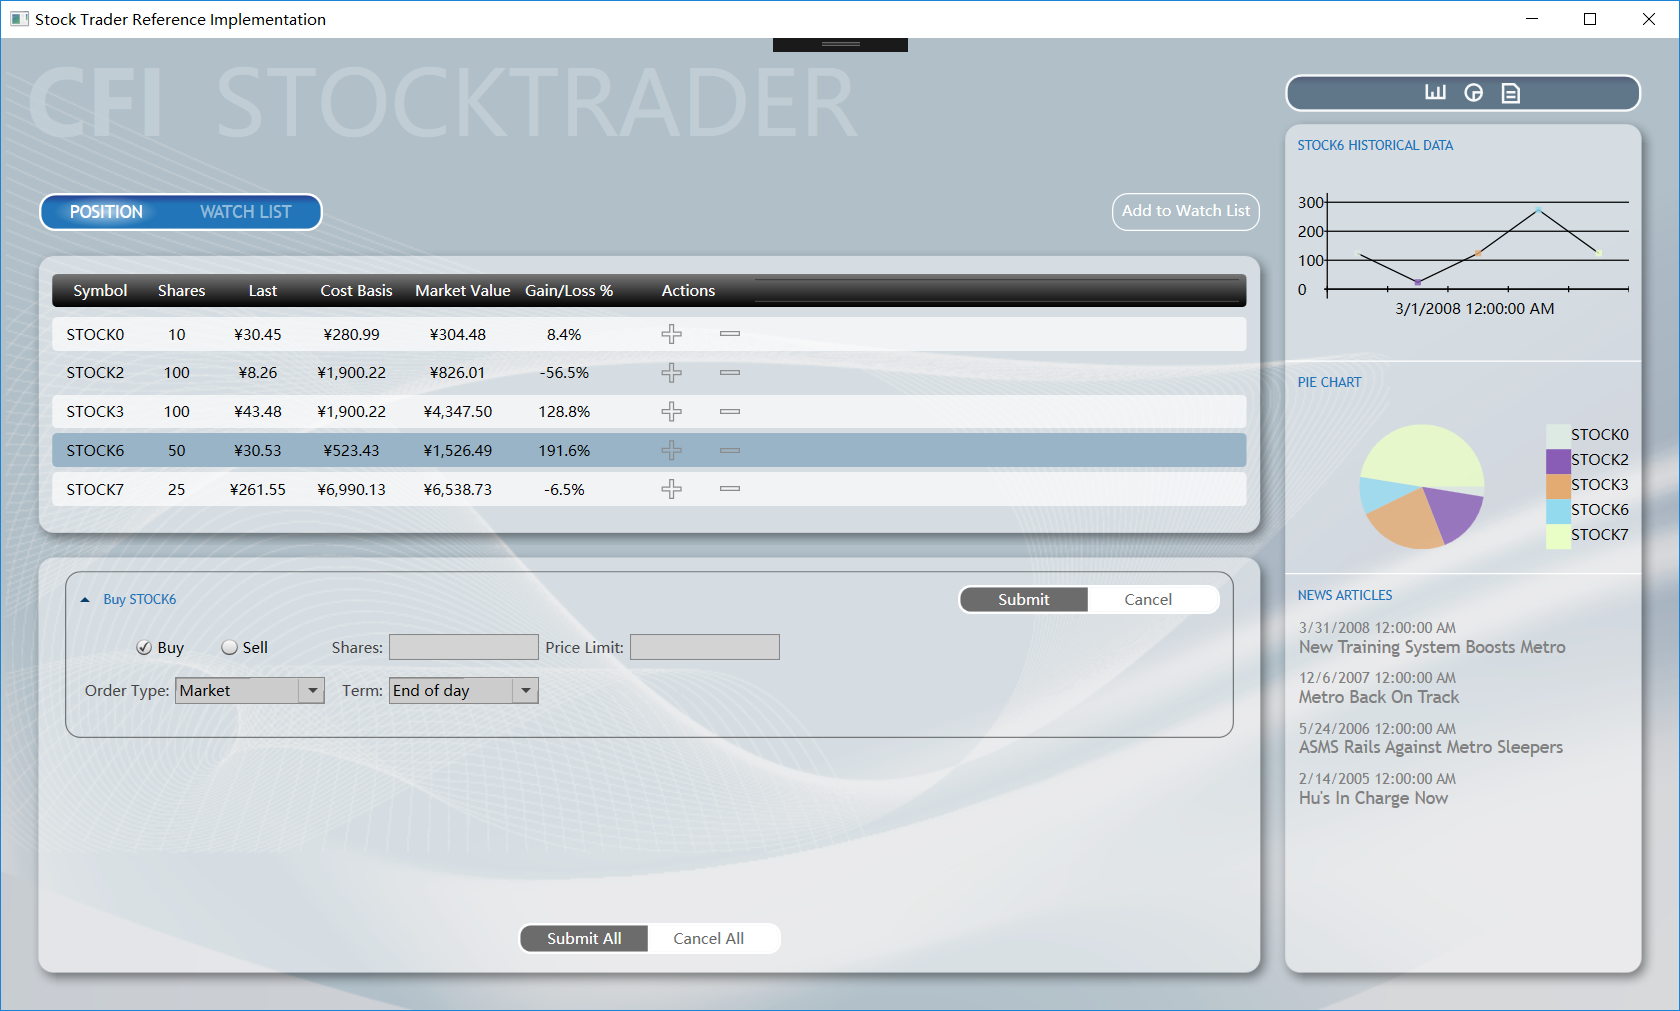 Stock Trader Reference Implementation
CFI STOCKTRADER
POSITION WATCH LIST
Add to Watch List
Symbol Shares Last Cost Basis Market Value Gain/Loss % Actions
STOCK0 10 ¥30.45 ¥280.99 ¥304.48 8.4%
STOCK2 100 ¥8.26 ¥1,900.22 ¥826.01 -56.5%
STOCK3 100 ¥43.48 ¥1,900.22 ¥4,347.50 128.8%
STOCK6 50 ¥30.53 ¥523.43 ¥1,526.49 191.6%
STOCK7 25 ¥261.55 ¥6,990.13 ¥6,538.73 -6.5%
Buy STOCK6
Submit Cancel
Buy Sell Shares: Price Limit:
Order Type: Market Term: End of day
Submit All Cancel All
STOCK6 HISTORICAL DATA
300
200
100
0
3/1/2008 12:00:00 AM
PIE CHART
STOCK0
STOCK2
STOCK3
STOCK6
STOCK7
NEWS ARTICLES
3/31/2008 12:00:00 AM
New Training System Boosts Metro
12/6/2007 12:00:00 AM
Metro Back On Track
5/24/2006 12:00:00 AM
ASMS Rails Against Metro Sleepers
2/14/2005 12:00:00 AM
Hu's In Charge Now